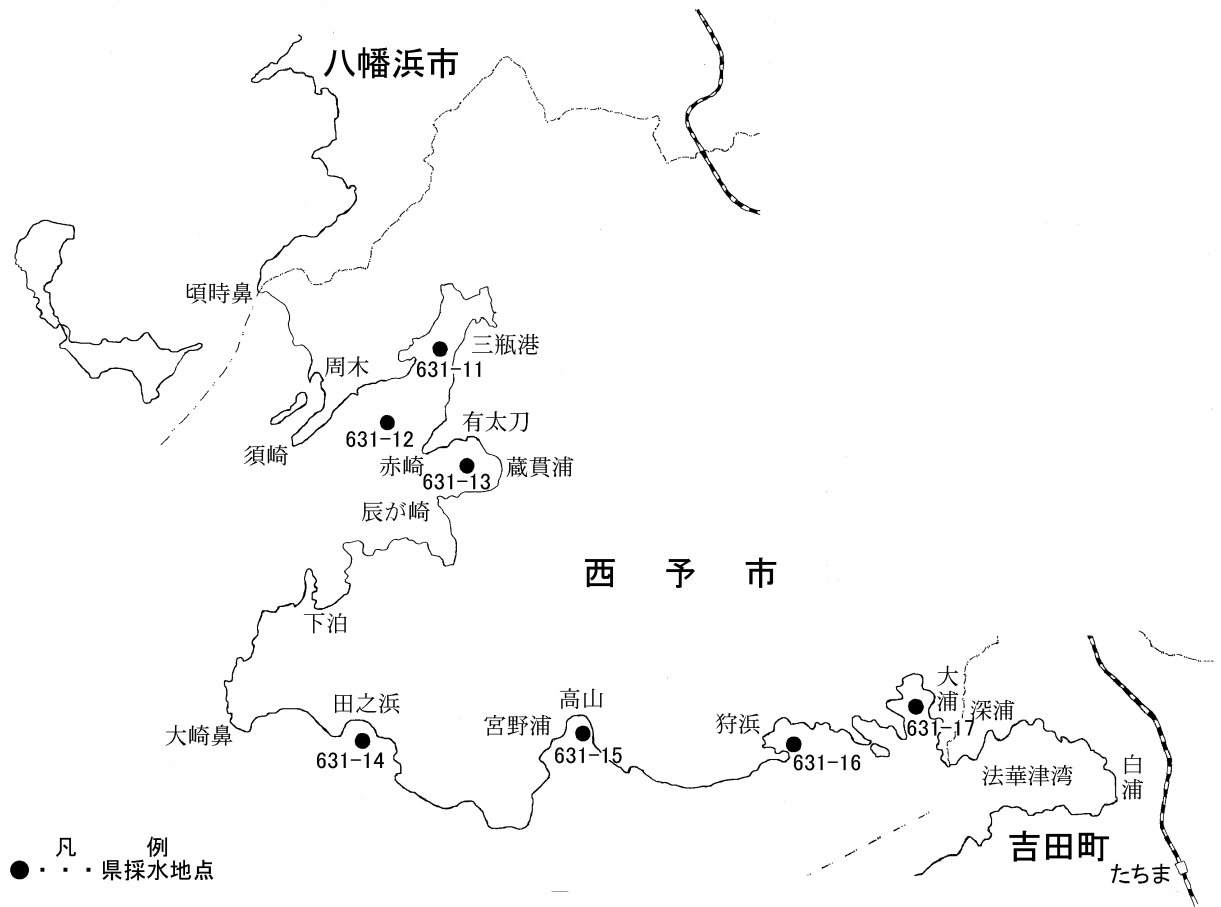 八幡浜市
頃時鼻
三瓶港
周木
631-11
有太刀
631-12
須崎
赤崎
蔵貫浦
631-13
辰が崎
西予市
下泊
大浦
田之浜
高山
狩浜
深浦
宮野浦
大崎鼻
631-17
631-14
631-15
631-16
法華津湾
白浦
吉田町
凡例
●・・・県採水地点
たちま